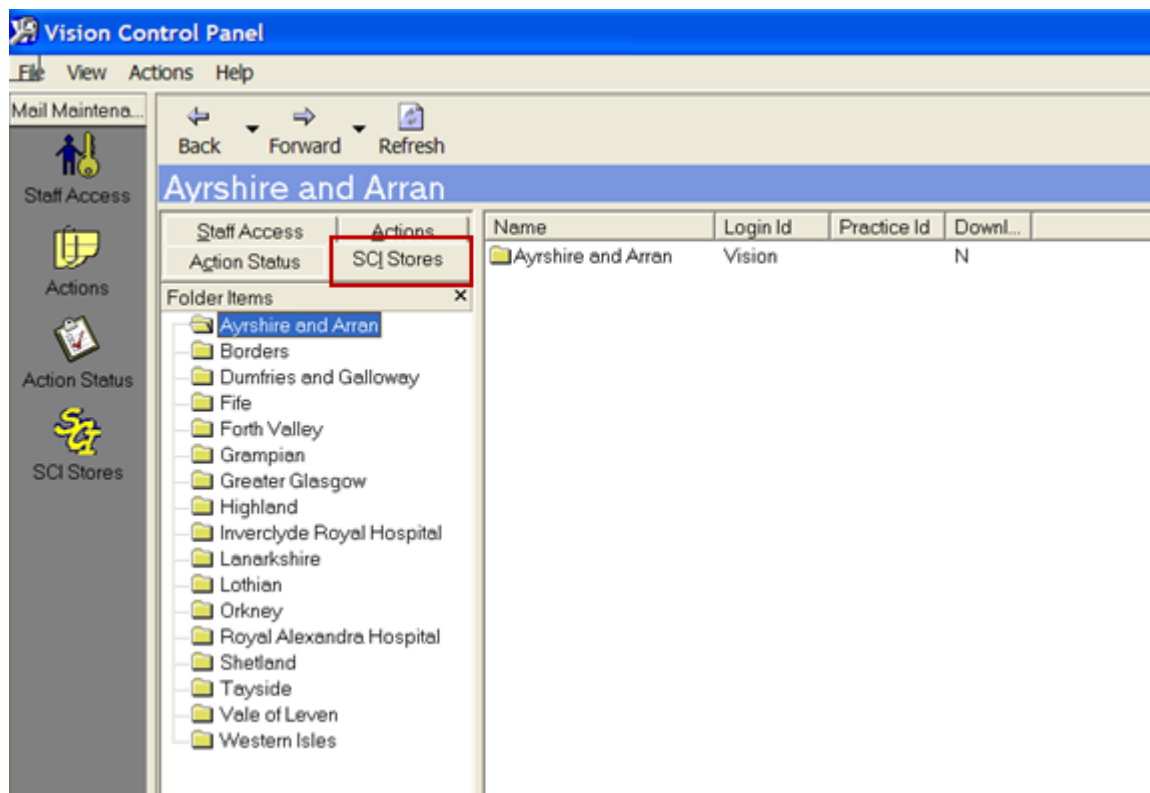 Vision Control Panel
File View Actions Help
Mail Maintena...
Back Forward Refresh
Staff Access
Ayrshire and Arran
Staff Access Actions
Action Status SCI Stores
Name Login Id Practice Id Downl...
Ayrshire and Arran Vision N
Actions
Folder Items
Ayrshire and Arran
Borders
Dumfries and Galloway
Action Status
Fife
Forth Valley
Grampian
SCI
SCI Stores
Greater Glasgow
Highland
Inverclyde Royal Hospital
Lanarkshire
Lothian
Orkney
Royal Alexandra Hospital
Shetland
Tayside
Vale of Leven
Western Isles